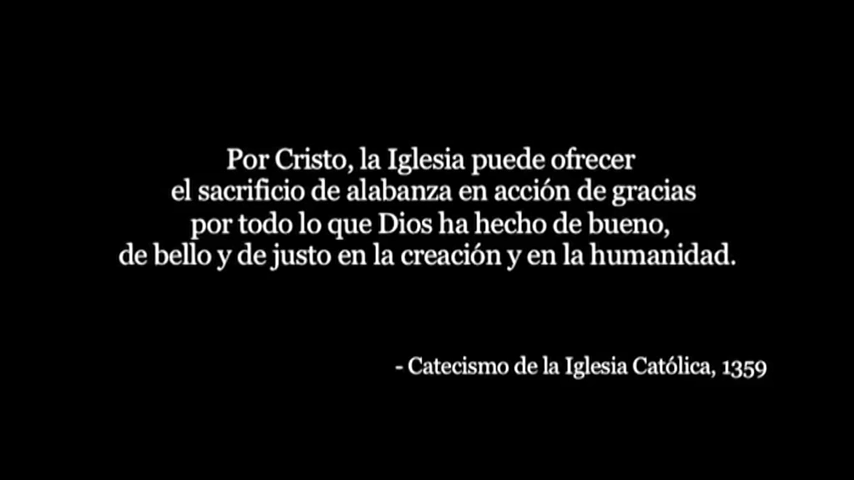 Por Cristo, la Iglesia puede ofrecer
el sacrificio de alabanza en acción de gracias
por todo lo que Dios ha hecho de bueno,
de bello y de justo en la creación y en la humanidad.
- Catecismo de la Iglesia Católica, 1359